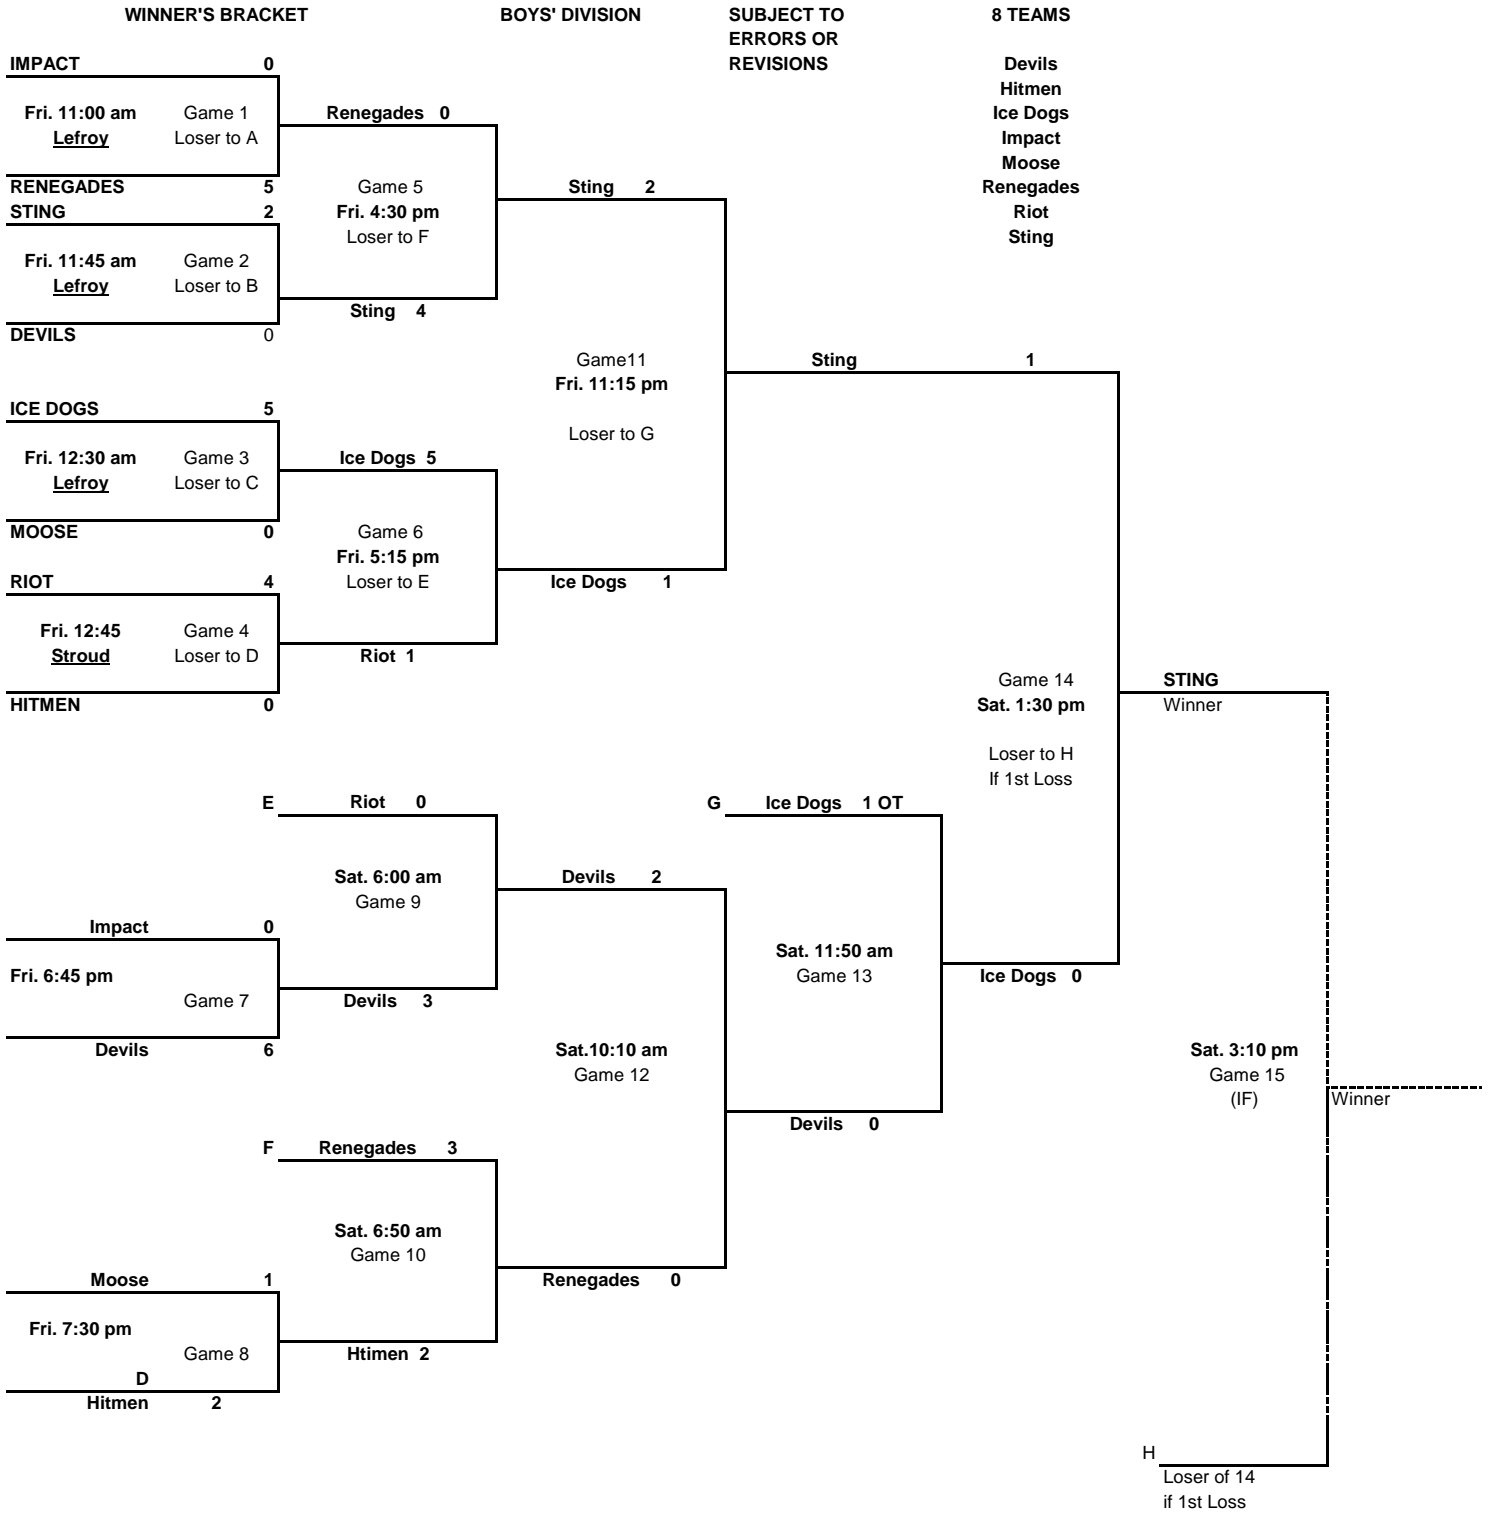 WINNER'S BRACKET BOYS' DIVISION SUBJECT TO 8 TEAMS
ERRORS OR
IMPACT 0 REVISIONS Devils
Hitmen
Fri. 11:00 am Game 1 Renegades 0 Ice Dogs
Lefroy Loser to A Impact
Moose
RENEGADES 5 Game 5 Sting 2 Renegades
STING 2 Fri. 4:30 pm Riot
Loser to F Sting
Fri. 11:45 am Game 2
Lefroy Loser to B
Sting 4
DEVILS 0
Game11 Sting 1
Fri. 11:15 pm
ICE DOGS 5
Loser to G
Fri. 12:30 am Game 3 Ice Dogs 5
Lefroy Loser to C
MOOSE 0 Game 6
Fri. 5:15 pm
RIOT 4 Loser to E Ice Dogs 1
Fri. 12:45 Game 4
Stroud Loser to D Riot 1
Game 14 STING
HITMEN 0 Sat. 1:30 pm Winner
Loser to H
If 1st Loss
E Riot 0 G Ice Dogs 1 OT
Sat. 6:00 am Devils 2
Game 9
Impact 0
Sat. 11:50 am
Fri. 6:45 pm Game 13 Ice Dogs 0
Game 7 Devils 3
Devils 6 Sat.10:10 am Sat. 3:10 pm
Game 12 Game 15
(IF) Winner
Devils 0
F Renegades 3
Sat. 6:50 am
Game 10
Moose 1 Renegades 0
Fri. 7:30 pm
Game 8 Htimen 2
D
Hitmen 2
H
Loser of 14
if 1st Loss